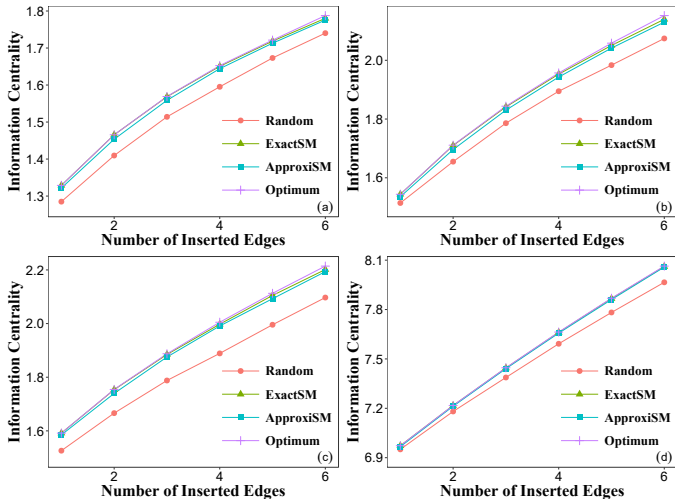 1.8
1.7
1.6
1.5
1.4
1.3
Information Centrality
Random
ExactSM
ApproxiSM
Optimum
(a)
2 4 6
Number of Inserted Edges
2.0
1.8
1.6
Information Centrality
Random
ExactSM
ApproxiSM
Optimum
(b)
2 4 6
Number of Inserted Edges
2.2
2.0
1.8
1.6
Information Centrality
Random
ExactSM
ApproxiSM
Optimum
(c)
2 4 6
Number of Inserted Edges
8.1
7.8
7.5
7.2
6.9
Information Centrality
Random
ExactSM
ApproxiSM
Optimum
(d)
2 4 6
Number of Inserted Edges